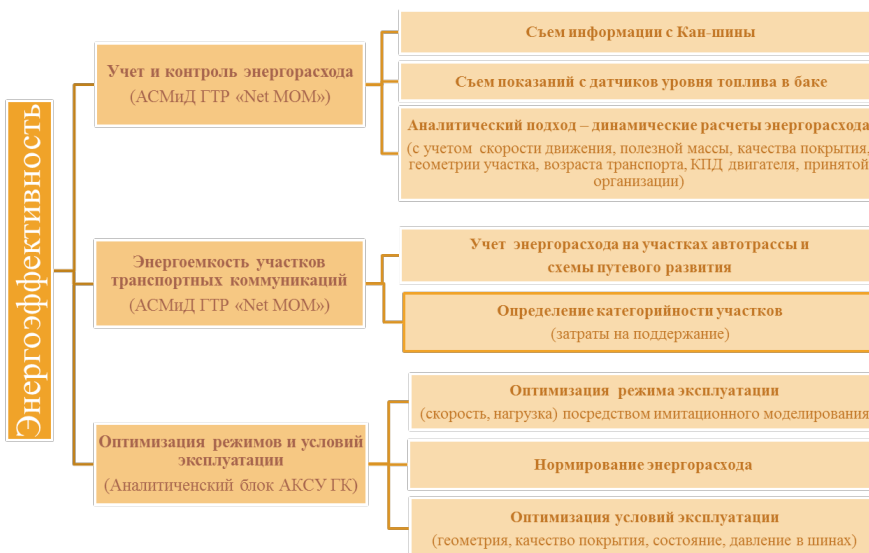 Энергоэффективность
Учет и контроль энергорасхода
(АСМиД ГТР «Net МОМ»)
Съем информации с Кан-шины
Съем показаний с датчиков уровня топлива в баке
Аналитический подход – динамические расчеты энергорасхода
(с учетом скорости движения, полезной массы, качества покрытия,
геометрии участка, возраста транспорта, КПД двигателя, принятой
организации)
Энергоемкость участков
транспортных коммуникаций
(АСМиД ГТР «Net МОМ»)
Учет энергорасхода на участках автотрассы и
схемы путевого развития
Определение категорийности участков
(затраты на поддержание)
Оптимизация режимов и условий
эксплуатации
(Аналитиченский блок АКСУ ГК)
Оптимизация режима эксплуатации
(скорость, нагрузка) посредством имитационного моделирования
Нормирование энергорасхода
Оптимизация условий эксплуатации
(геометрия, качество покрытия, состояние, давление в шинах)